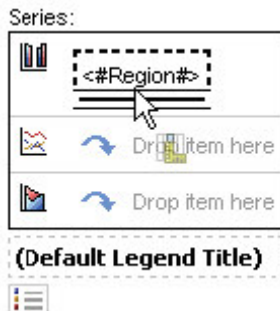 Series:
<#Region#>
Drop item here
Drop item here
(Default Legend Title)